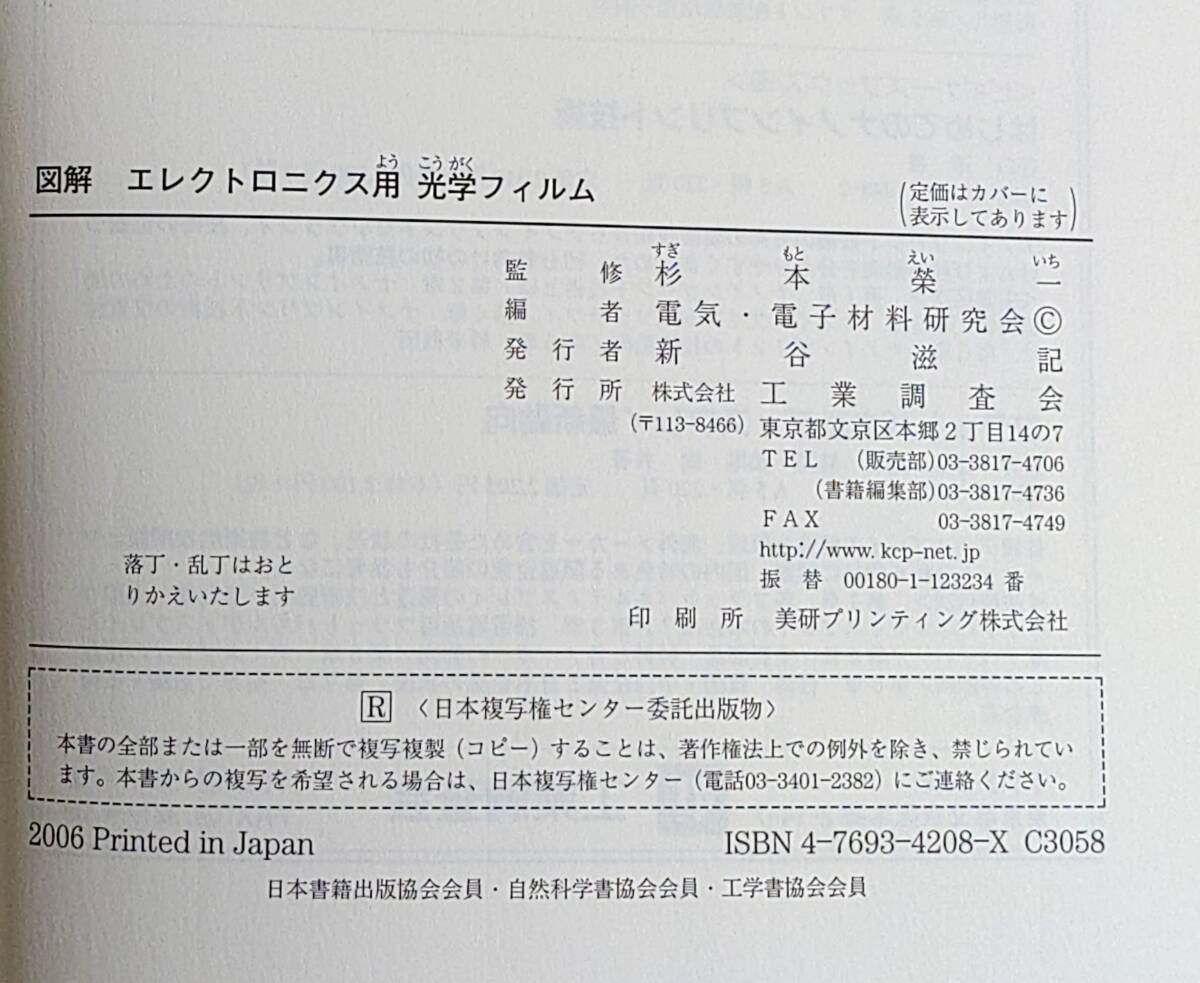 図解 エレクトロニクス用 光学フィルム
よう こうがく
(定価はカバーに
表示してあります)
監修 杉本榮一
すぎ もと えい いち
編者 電気・電子材料研究会©
発行者 新谷滋記
発行所 株式会社 工業調査会
(〒113-8466) 東京都文京区本郷2丁目14の7
TEL (販売部)03-3817-4706
(書籍編集部)03-3817-4736
FAX 03-3817-4749
http://www.kcp-net.jp
振替 00180-1-123234 番
印刷所 美研プリンティング株式会社
落丁・乱丁はおと
りかえいたします
R 〈日本複写権センター委託出版物〉
本書の全部または一部を無断で複写複製(コピー)することは、著作権法上での例外を除き、禁じられてい
ます。本書からの複写を希望される場合は、日本複写権センター(電話03-3401-2382)にご連絡ください。
2006 Printed in Japan
ISBN 4-7693-4208-X C3058
日本書籍出版協会会員・自然科学書協会会員・工学書協会会員